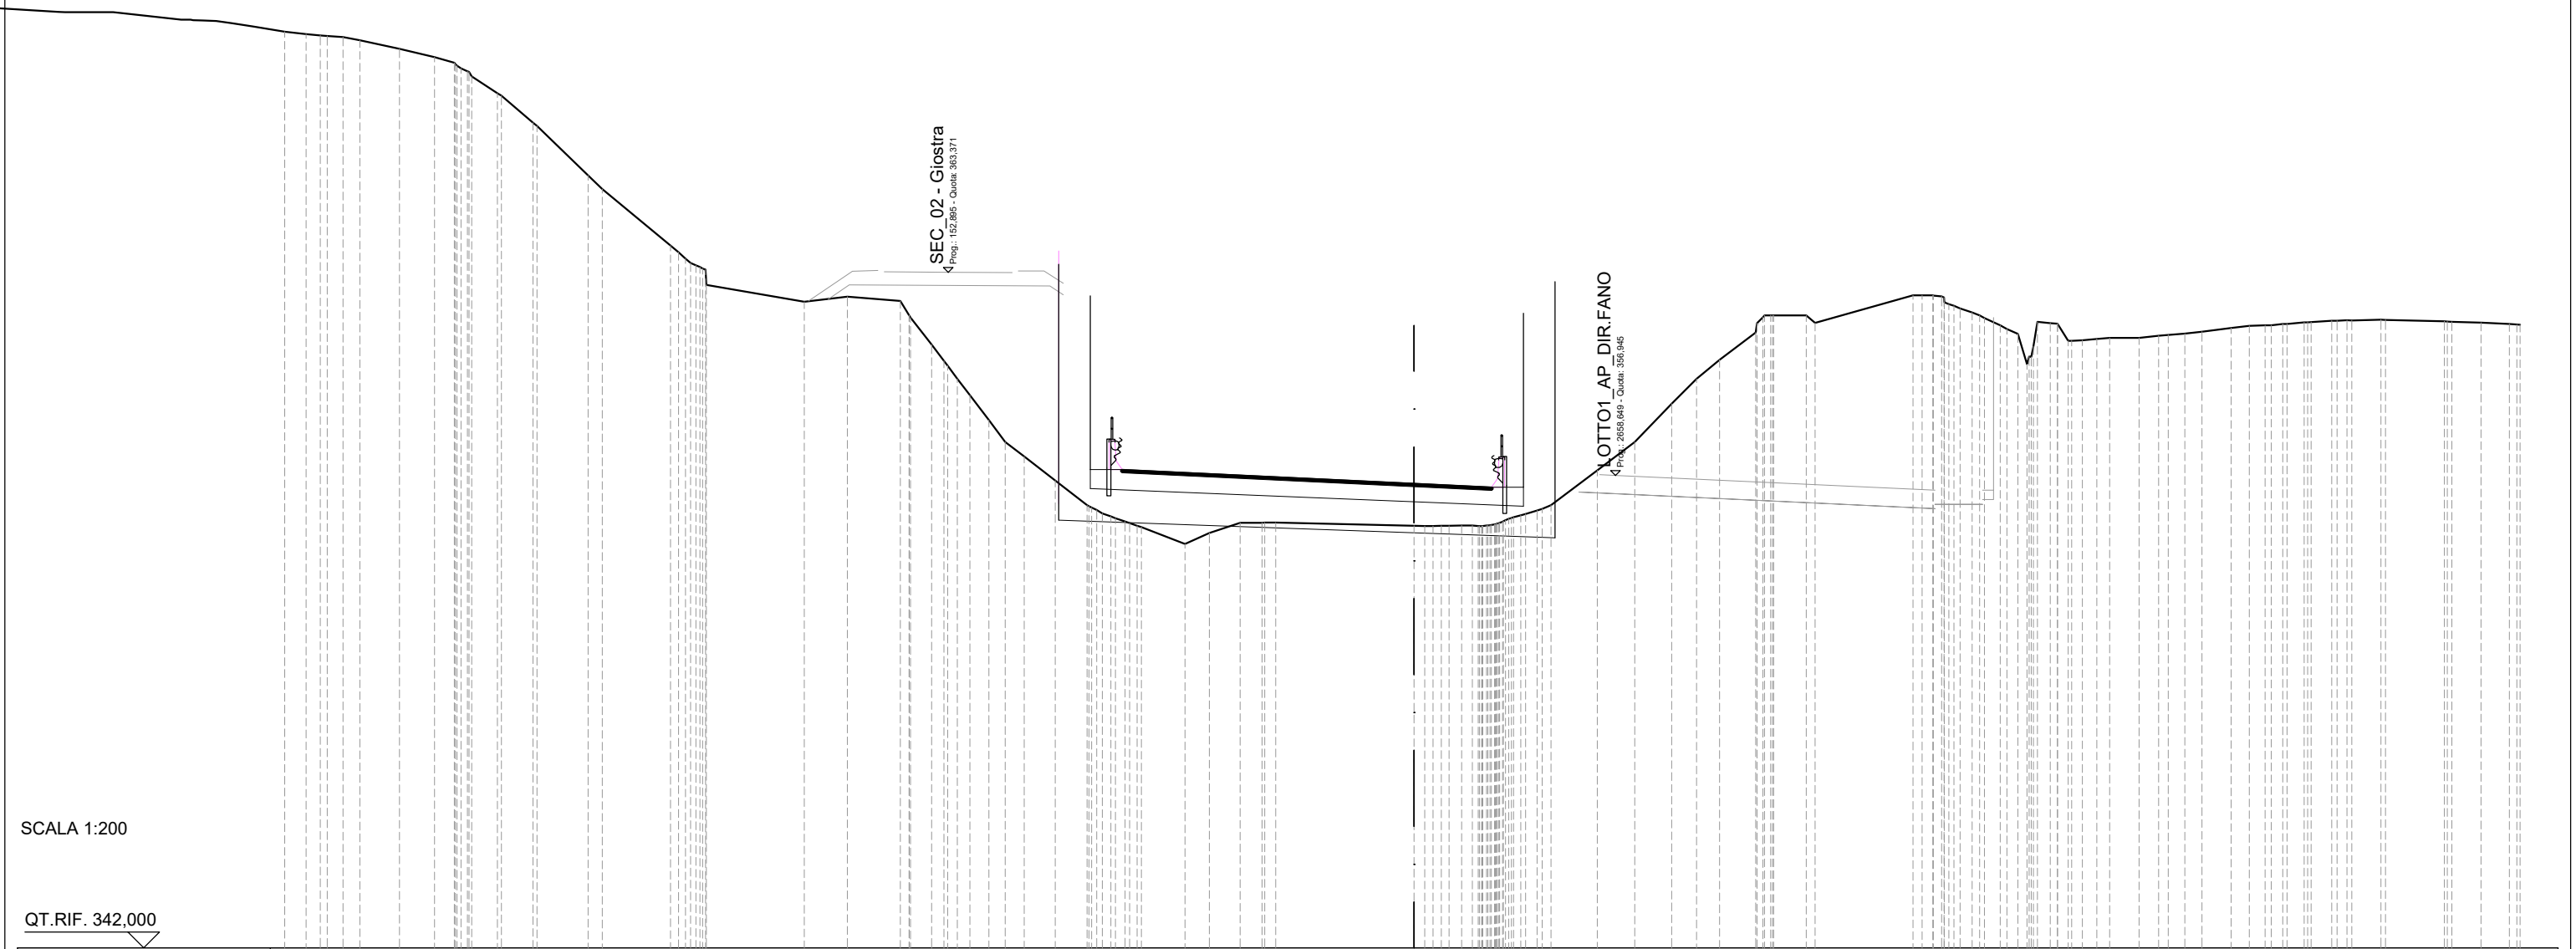 SEC_02 - Giostra
Prog.: 152,895 - Quota: 363,371
LOTTO1_AP_DIR.FANO
Prog.: 2658,649 - Quota: 356,945
SCALA 1:200
QT.RIF. 342,000